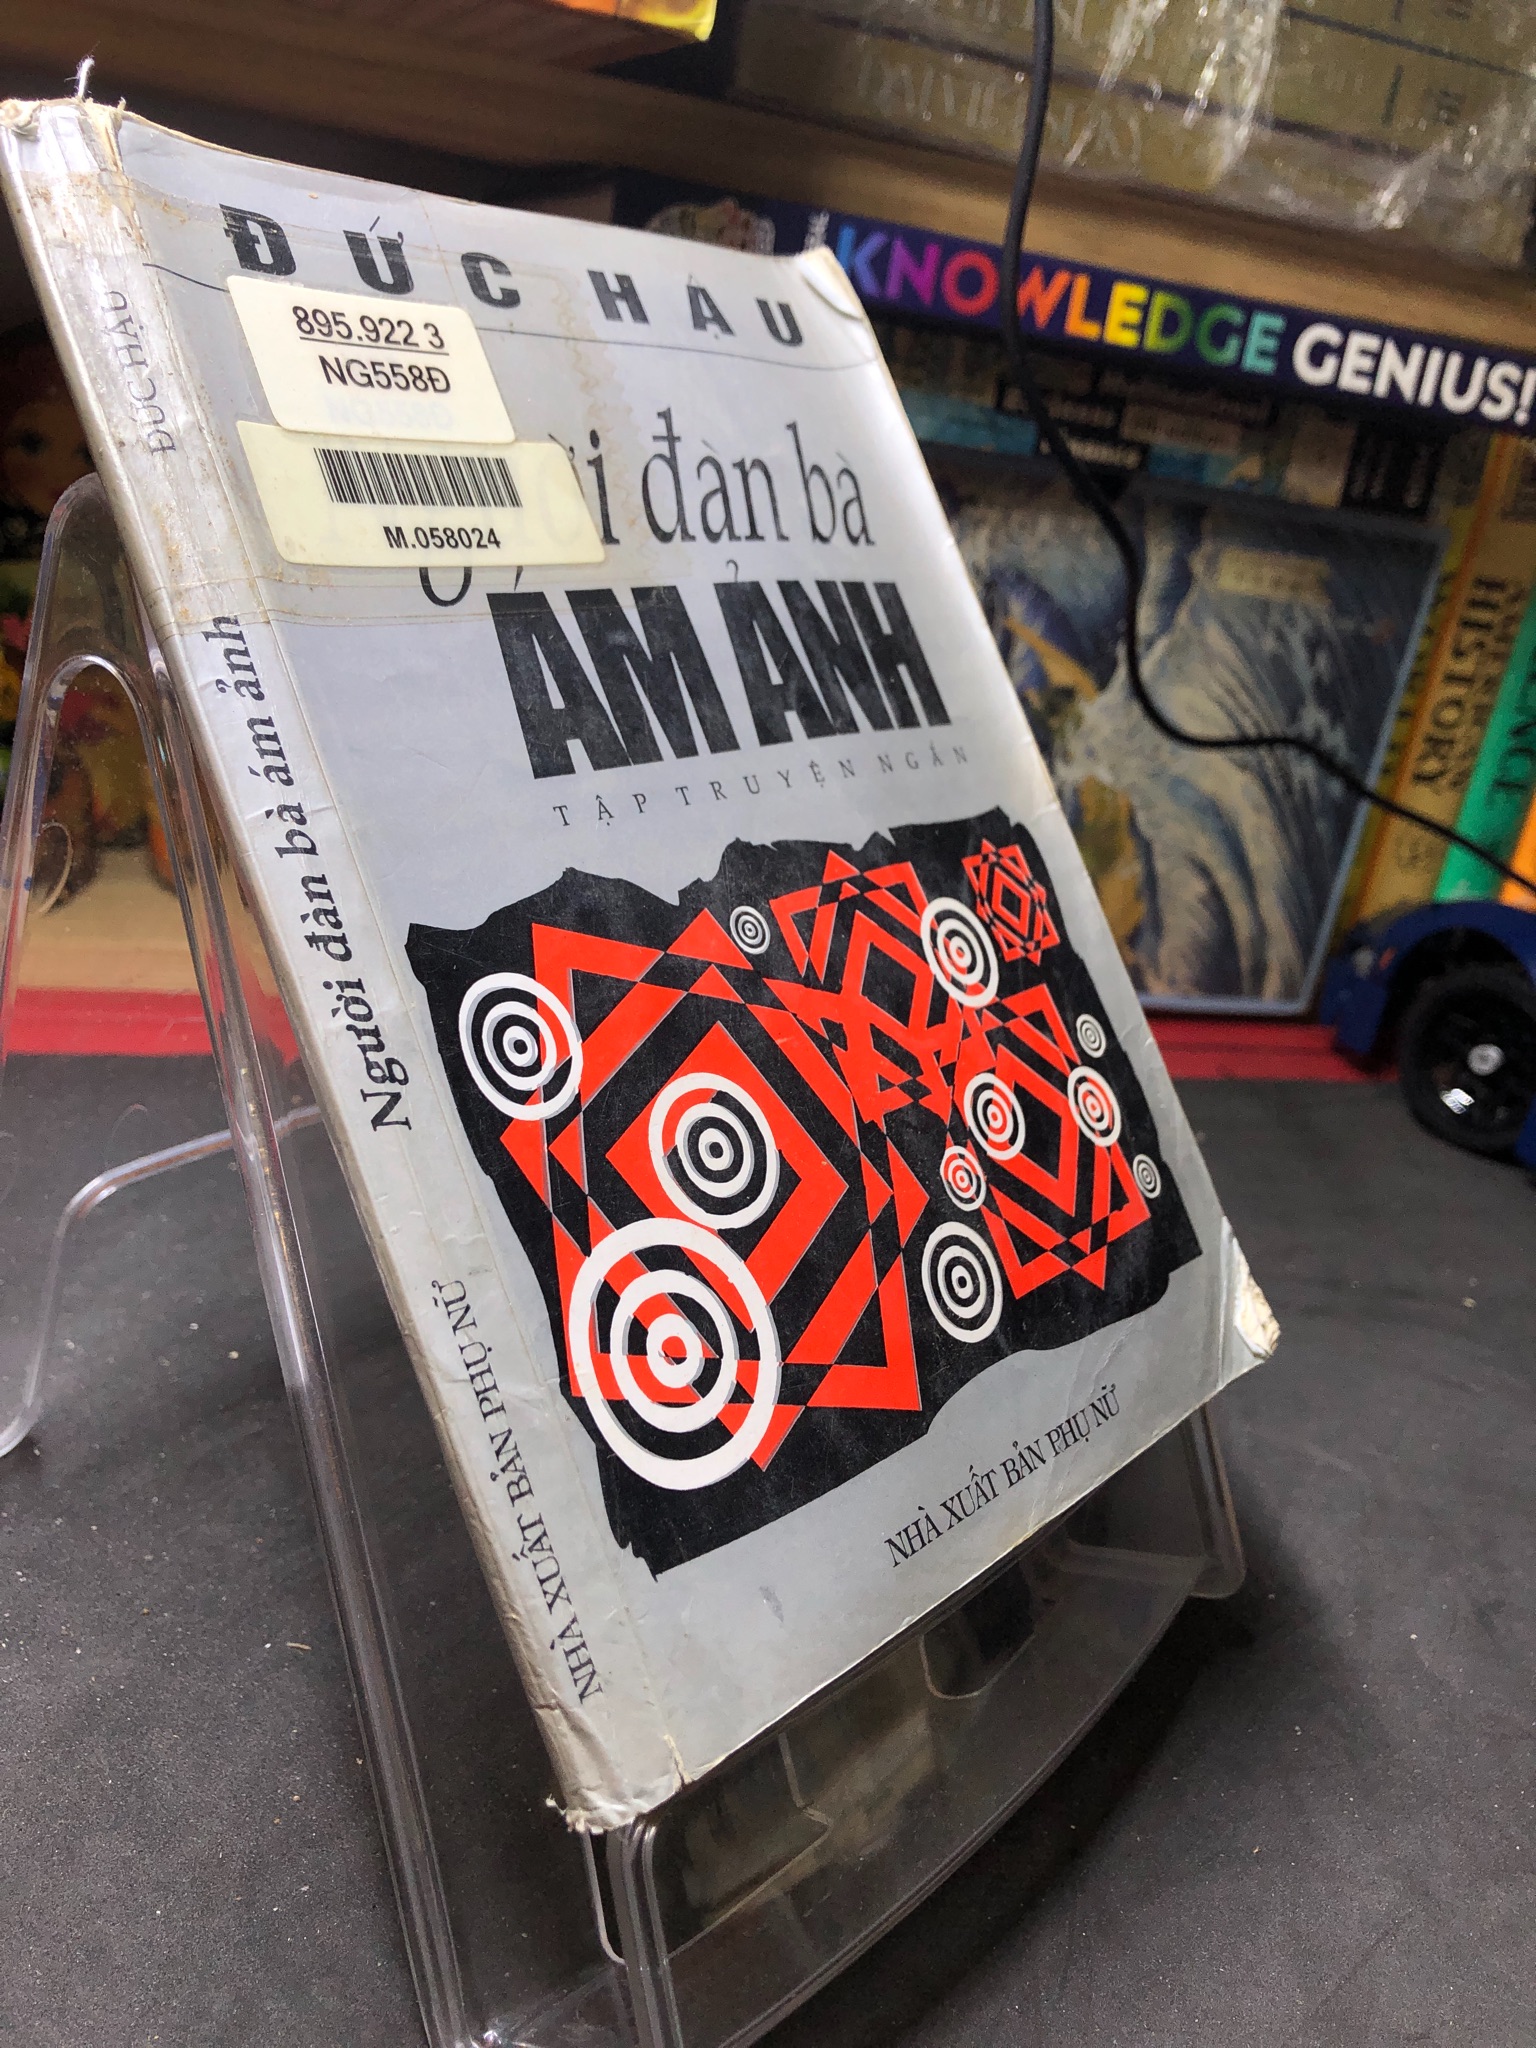 ĐỨC HẬU
895.922 3
NG558Đ
M.058024
ời đàn bà
ÁM ẢNH
TẬP TRUYỆN NGẮN
NHÀ XUẤT BẢN PHỤ NỮ
ĐỨC HẬU
Người đàn bà ám ảnh
NHÀ XUẤT BẢN PHỤ NỮ
KNOWLEDGE GENIUS!
HISTORY